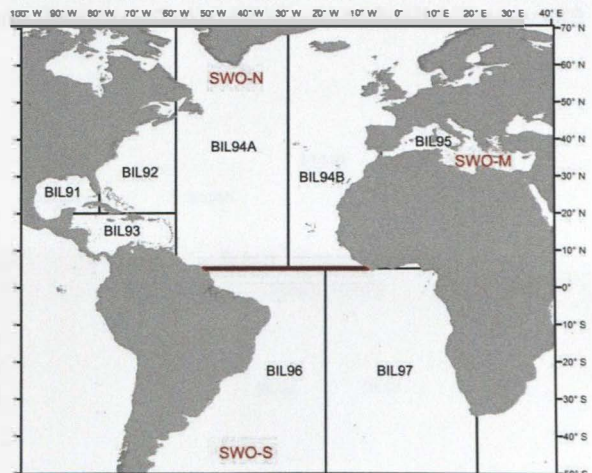 100° W 90° W 80° W 70° W 60° W 50° W 40° W 30° W 20° W 10° W 0° 10° E 20° E 30° E 40° E
70° N
60° N
SWO-N
50° N
BIL94A
BIL95
40° N
SWO-M
BIL92
BIL94B
30° N
BIL91
20° N
BIL93
10° N
0°
10° S
BIL96
BIL97
20° S
30° S
40° S
SWO-S
50° S